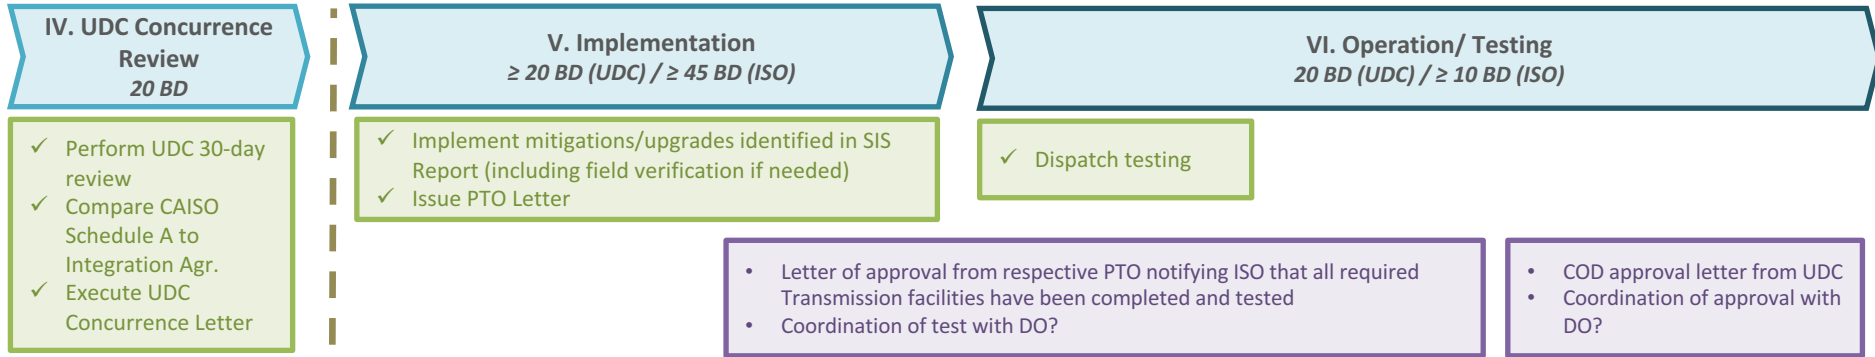 IV. UDC Concurrence
Review
20 BD
V. Implementation
≥ 20 BD (UDC) / ≥ 45 BD (ISO)
VI. Operation/ Testing
20 BD (UDC) / ≥ 10 BD (ISO)
✓ Perform UDC 30-day
review
✓ Compare CAISO
Schedule A to
Integration Agr.
✓ Execute UDC
Concurrence Letter
✓ Implement mitigations/upgrades identified in SIS
Report (including field verification if needed)
✓ Issue PTO Letter
✓ Dispatch testing
• Letter of approval from respective PTO notifying ISO that all required
Transmission facilities have been completed and tested
• Coordination of test with DO?
• COD approval letter from UDC
• Coordination of approval with
DO?